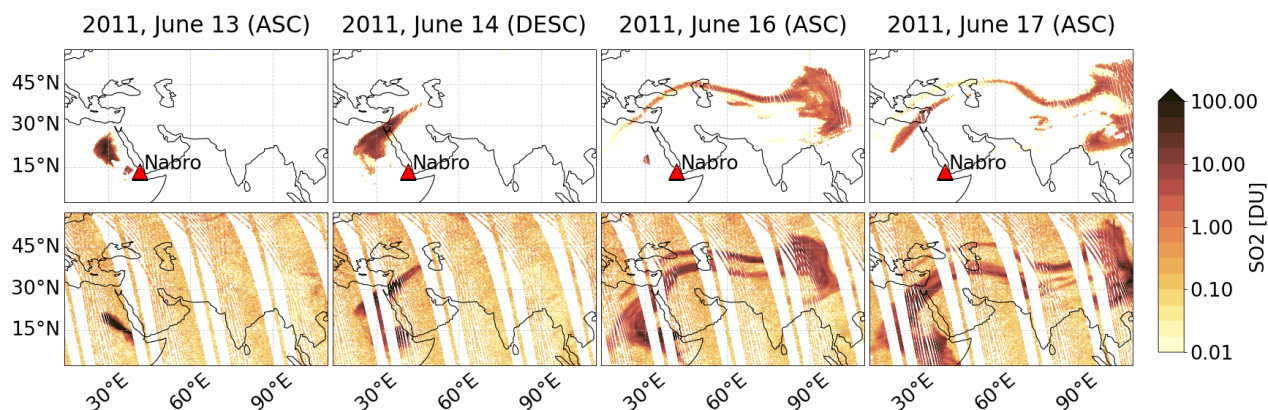 2011, June 13 (ASC) 2011, June 14 (DESC) 2011, June 16 (ASC) 2011, June 17 (ASC)
45°N
30°N
15°N
Nabro Nabro Nabro Nabro
45°N
30°N
15°N
30°E 60°E 90°E 30°E 60°E 90°E 30°E 60°E 90°E 30°E 60°E 90°E
100.00
10.00
1.00
0.10
0.01
SO2 [DU]